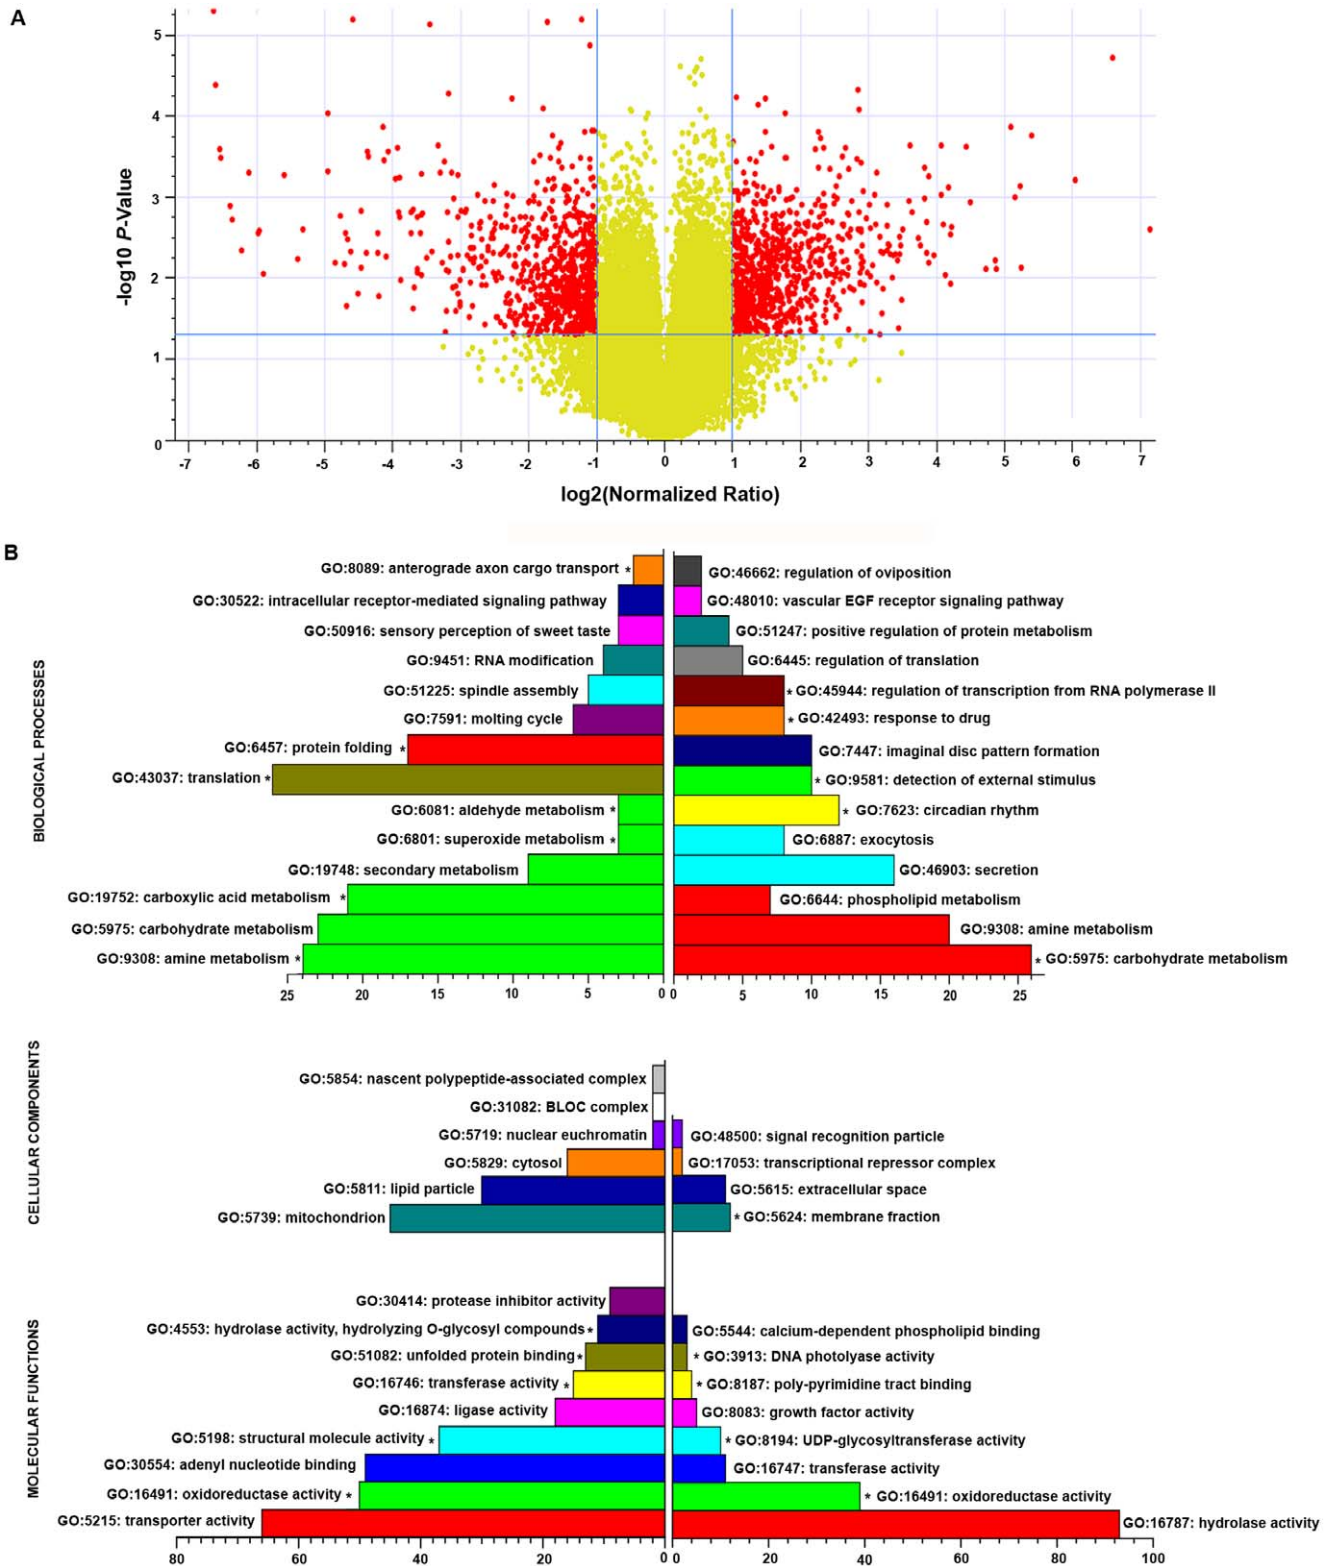 A
5
4
3
2
1
0
-log10 P-Value
-7 -6 -5 -4 -3 -2 -1 0 1 2 3 4 5 6 7
log2(Normalized Ratio)
B
BIOLOGICAL PROCESSES
GO:8089: anterograde axon cargo transport *
GO:30522: intracellular receptor-mediated signaling pathway
GO:50916: sensory perception of sweet taste
GO:9451: RNA modification
GO:51225: spindle assembly
GO:7591: molting cycle
GO:6457: protein folding *
GO:43037: translation *
GO:6081: aldehyde metabolism *
GO:6801: superoxide metabolism *
GO:19748: secondary metabolism
GO:19752: carboxylic acid metabolism *
GO:5975: carbohydrate metabolism
GO:9308: amine metabolism *
25 20 15 10 5 0
GO:46662: regulation of oviposition
GO:48010: vascular EGF receptor signaling pathway
GO:51247: positive regulation of protein metabolism
GO:6445: regulation of translation
* GO:45944: regulation of transcription from RNA polymerase II
* GO:42493: response to drug
GO:7447: imaginal disc pattern formation
* GO:9581: detection of external stimulus
* GO:7623: circadian rhythm
GO:6887: exocytosis
GO:46903: secretion
GO:6644: phospholipid metabolism
GO:9308: amine metabolism
* GO:5975: carbohydrate metabolism
0 5 10 15 20 25
CELLULAR COMPONENTS
GO:5854: nascent polypeptide-associated complex
GO:31082: BLOC complex
GO:5719: nuclear euchromatin
GO:5829: cytosol
GO:5811: lipid particle
GO:5739: mitochondrion
GO:48500: signal recognition particle
GO:17053: transcriptional repressor complex
GO:5615: extracellular space
* GO:5624: membrane fraction
MOLECULAR FUNCTIONS
GO:30414: protease inhibitor activity
GO:4553: hydrolase activity, hydrolyzing O-glycosyl compounds *
GO:51082: unfolded protein binding *
GO:16746: transferase activity *
GO:16874: ligase activity
GO:5198: structural molecule activity *
GO:30554: adenyl nucleotide binding
GO:16491: oxidoreductase activity *
GO:5215: transporter activity
80 60 40 20 0
GO:5544: calcium-dependent phospholipid binding
* GO:3913: DNA photolyase activity
* GO:8187: poly-pyrimidine tract binding
GO:8083: growth factor activity
* GO:8194: UDP-glycosyltransferase activity
GO:16747: transferase activity
* GO:16491: oxidoreductase activity
GO:16787: hydrolase activity
0 20 40 60 80 100